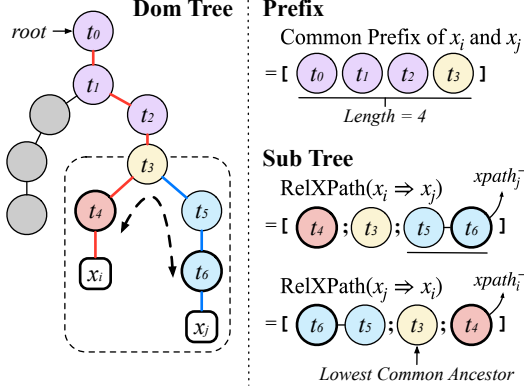 Dom Tree
root
t0
t1
t2
t3
t4
t5
t6
xi
xj
Prefix
Common Prefix of xi and xj
= [ t0 t1 t2 t3 ]
Length = 4
Sub Tree
xpathj-
RelXPath(xi ⇒ xj)
= [ t4 ; t3 ; t5 t6 ]
xpathi-
RelXPath(xj ⇒ xi)
= [ t6 t5 ; t3 ; t4 ]
Lowest Common Ancestor